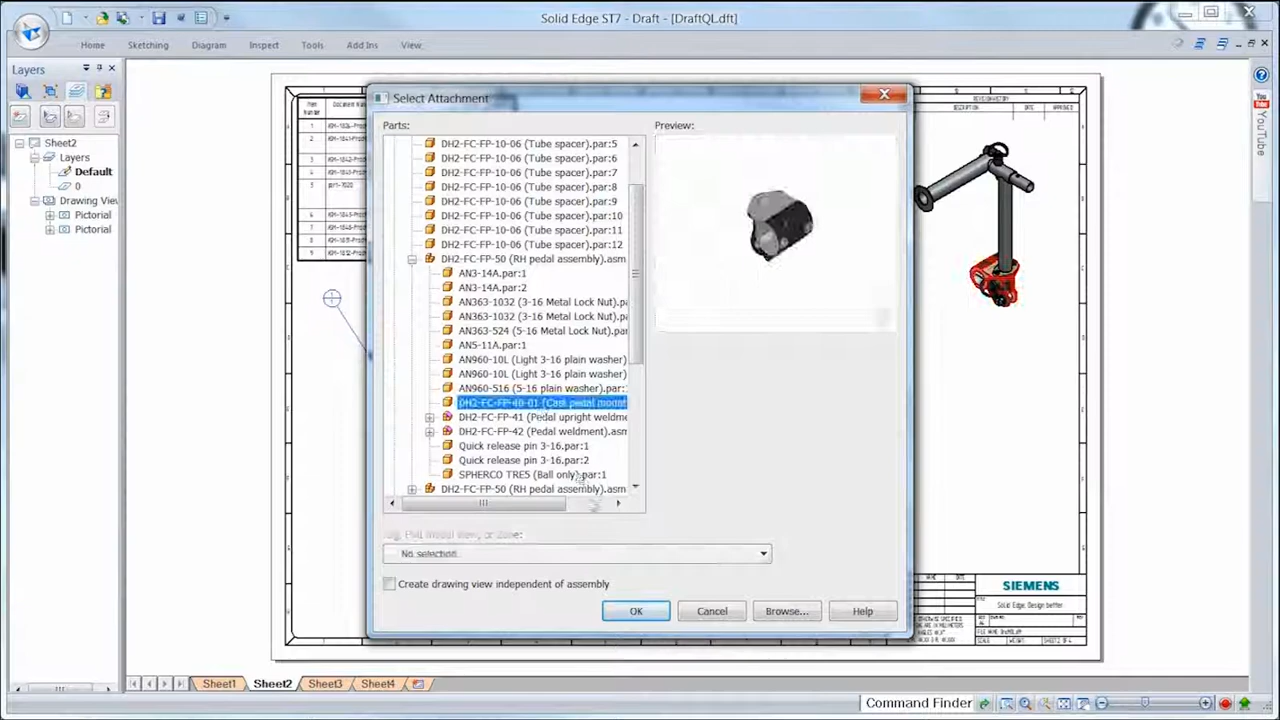 Solid Edge ST7 - Draft - [DraftQL.dft]
Home
Sketching
Diagram
Inspect
Tools
Add Ins
View
Layers
Sheet2
Layers
Default
0
Drawing View
Pictorial
Pictorial
Select Attachment
Parts:
DH2-FC-FP-10-06 (Tube spacer).par:5
DH2-FC-FP-10-06 (Tube spacer).par:6
DH2-FC-FP-10-06 (Tube spacer).par:7
DH2-FC-FP-10-06 (Tube spacer).par:8
DH2-FC-FP-10-06 (Tube spacer).par:9
DH2-FC-FP-10-06 (Tube spacer).par:10
DH2-FC-FP-10-06 (Tube spacer).par:11
DH2-FC-FP-10-06 (Tube spacer).par:12
DH2-FC-FP-50 (RH pedal assembly).asm
AN3-14A.par:1
AN3-14A.par:2
AN363-1032 (3-16 Metal Lock Nut).pa
AN363-1032 (3-16 Metal Lock Nut).pa
AN363-524 (5-16 Metal Lock Nut).pa
AN5-11A.par:1
AN960-10L (Light 3-16 plain washer)
AN960-10L (Light 3-16 plain washer)
AN960-516 (5-16 plain washer).par:
DH2-FC-FP-40-01 (Cast pedal mount
DH2-FC-FP-41 (Pedal upright weldme
DH2-FC-FP-42 (Pedal weldment).asm
Quick release pin 3-16.par:1
Quick release pin 3-16.par:2
SPHERCO TRE5 (Ball only).par:1
DH2-FC-FP-50 (RH pedal assembly).asm
Preview:
No selection
Create drawing view independent of assembly
OK
Cancel
Browse...
Help
SIEMENS
Solid Edge, Design better
YouTube
Sheet1
Sheet2
Sheet3
Sheet4
Command Finder